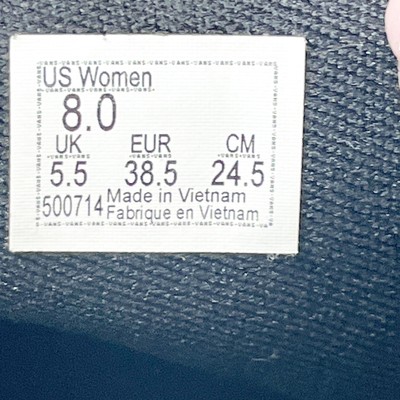 US Women
8.0
UK EUR CM
5.5 38.5 24.5
500714 Made in Vietnam
Fabrique en Vietnam